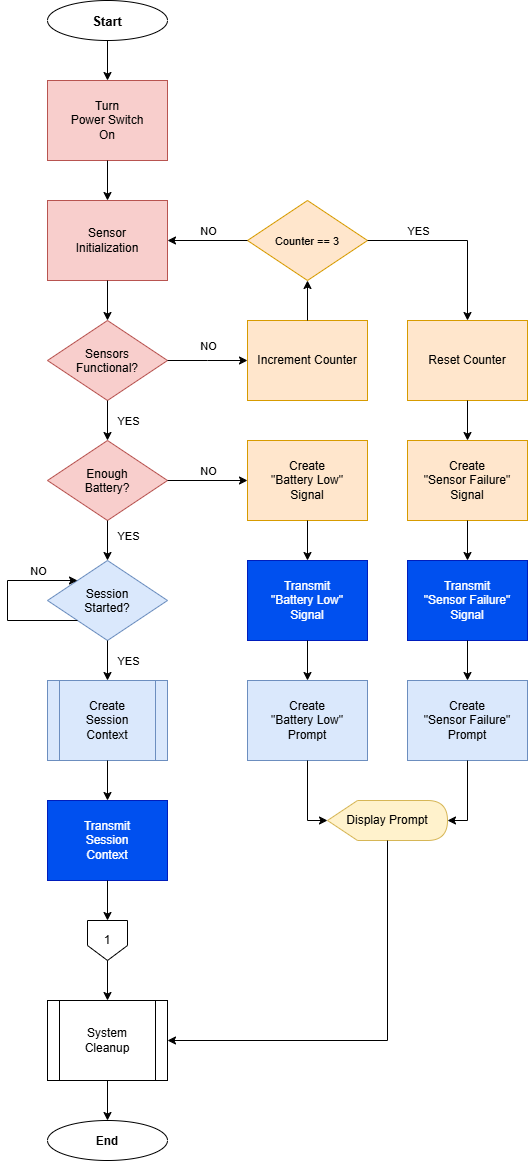 Start
Turn
Power Switch
On
Sensor
Initialization
NO
Counter == 3
YES
Sensors
Functional?
NO
Increment Counter
Reset Counter
YES
Enough
Battery?
NO
Create
"Battery Low"
Signal
Create
"Sensor Failure"
Signal
YES
NO
Session
Started?
Transmit
"Battery Low"
Signal
Transmit
"Sensor Failure"
Signal
YES
Create
Session
Context
Create
"Battery Low"
Prompt
Create
"Sensor Failure"
Prompt
Transmit
Session
Context
Display Prompt
1
System
Cleanup
End